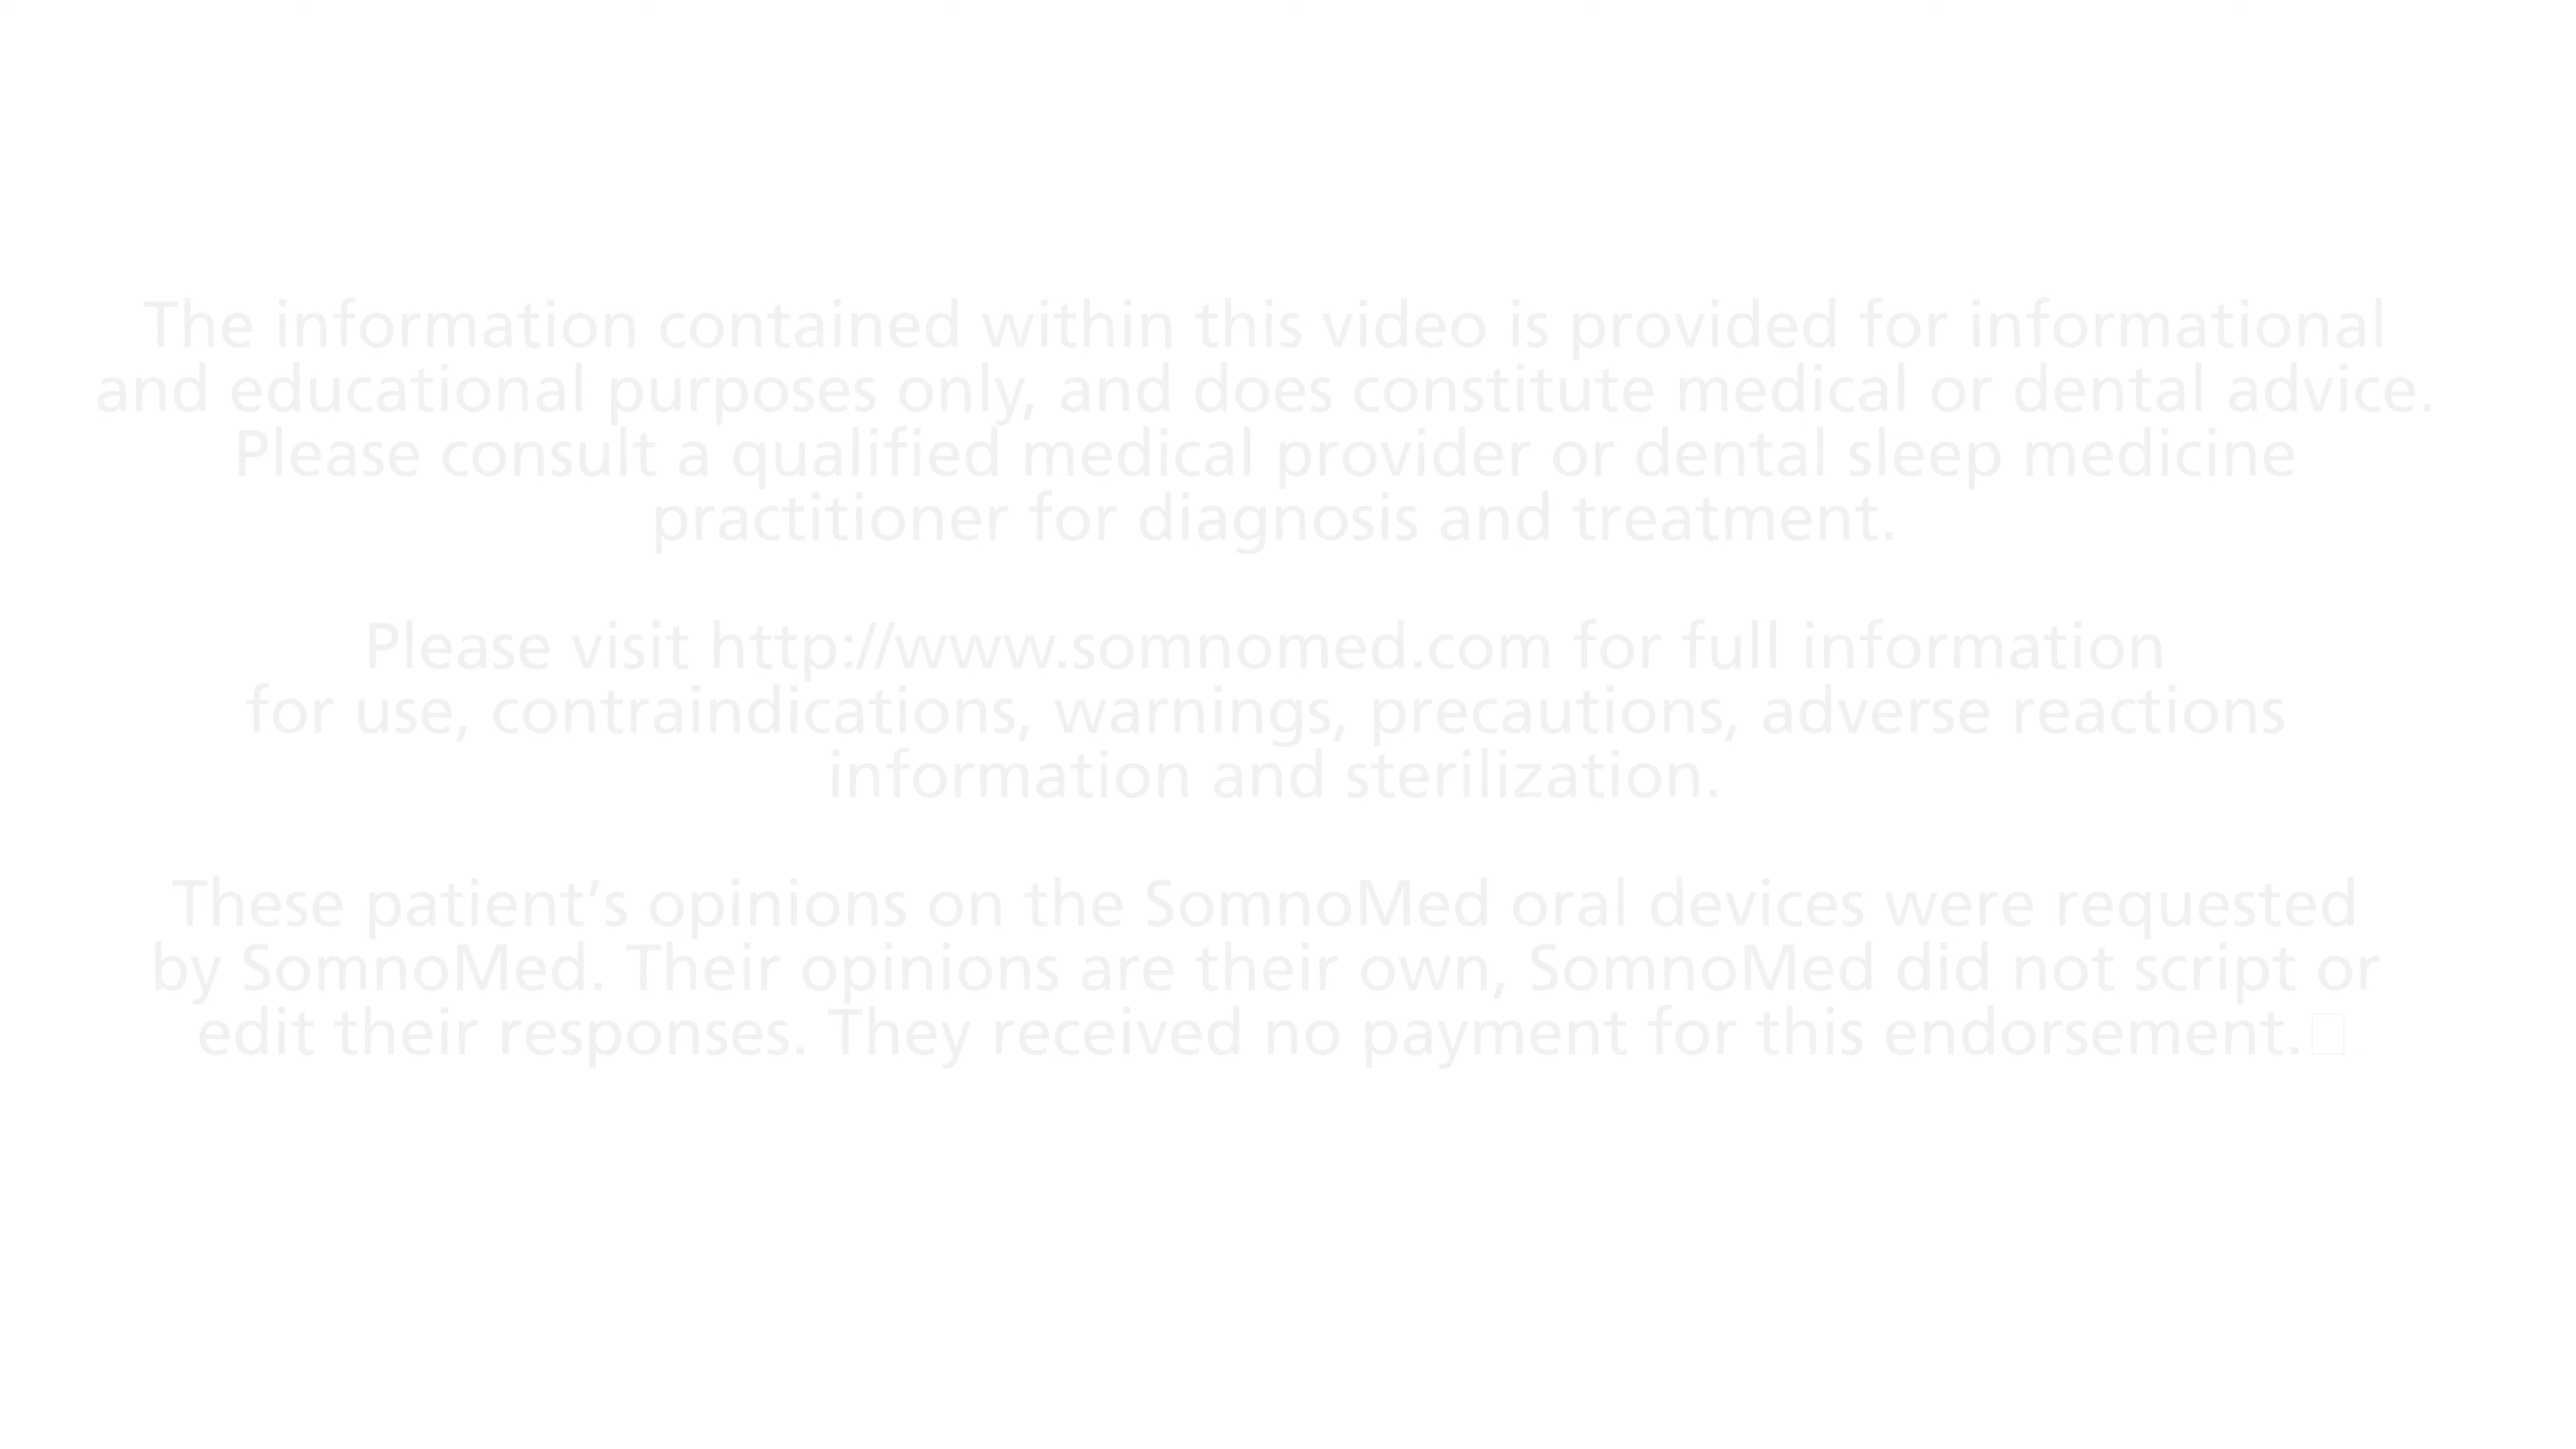 The information contained within this video is provided for informational
and educational purposes only, and does constitute medical or dental advice.
Please consult a qualified medical provider or dental sleep medicine
practitioner for diagnosis and treatment.
Please visit http://www.somnomed.com for full information
for use, contraindications, warnings, precautions, adverse reactions
information and sterilization.
These patient’s opinions on the SomnoMed oral devices were requested
by SomnoMed. Their opinions are their own, SomnoMed did not script or
edit their responses. They received no payment for this endorsement.